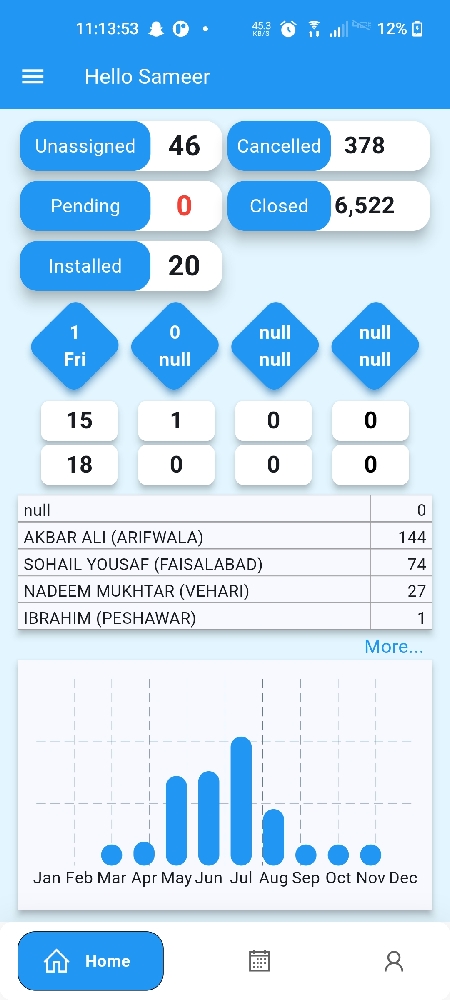 11:13:53 45.3 KB/S 12%
Hello Sameer
Unassigned 46 Cancelled 378
Pending 0 Closed 6,522
Installed 20
1 0 null null
Fri null null null
15 1 0 0
18 0 0 0
null 0
AKBAR ALI (ARIFWALA) 144
SOHAIL YOUSAF (FAISALABAD) 74
NADEEM MUKHTAR (VEHARI) 27
IBRAHIM (PESHAWAR) 1
More...
Jan Feb Mar Apr May Jun Jul Aug Sep Oct Nov Dec
Home